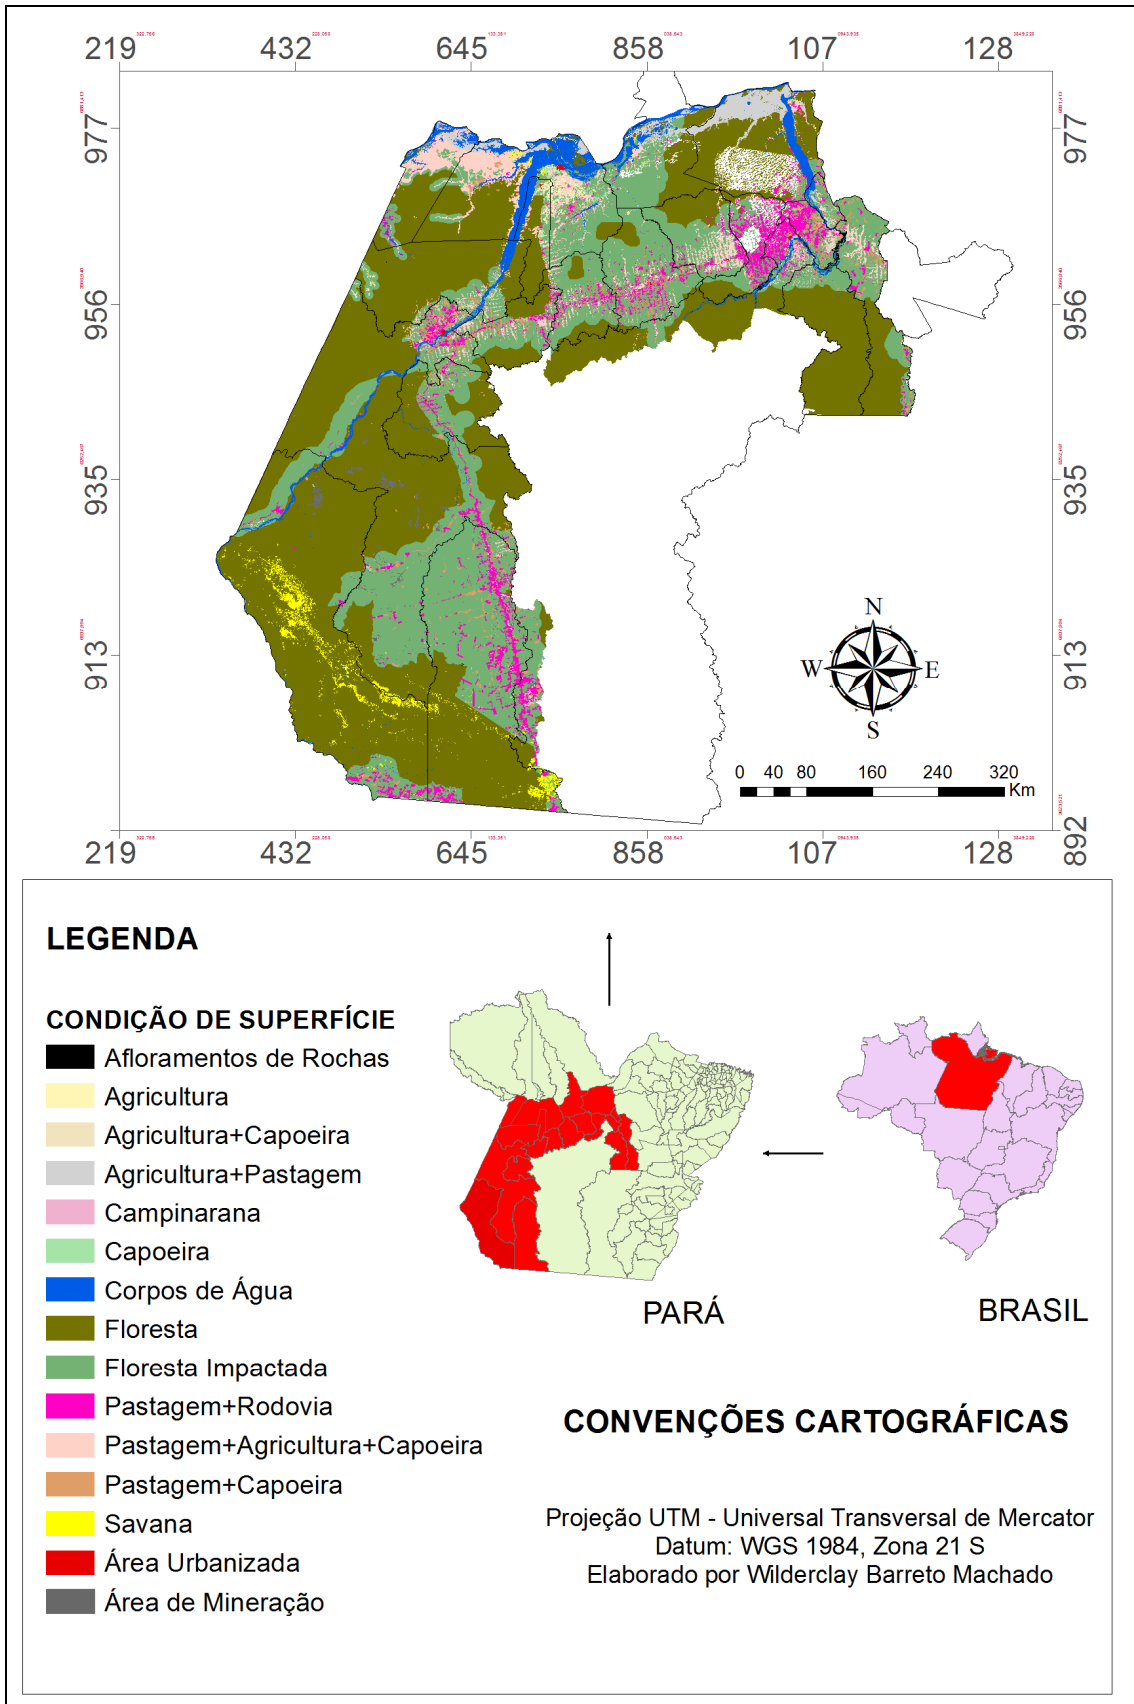 219 432 645 858 107 128
977 977
956 956
935 935
913 913
892
N
W E
S
0 40 80 160 240 320
Km
219 432 645 858 107 128
LEGENDA
CONDIÇÃO DE SUPERFÍCIE
Afloramentos de Rochas
Agricultura
Agricultura+Capoeira
Agricultura+Pastagem
Campinarana
Capoeira
Corpos de Água
Floresta
Floresta Impactada
Pastagem+Rodovia
Pastagem+Agricultura+Capoeira
Pastagem+Capoeira
Savana
Área Urbanizada
Área de Mineração
PARÁ
BRASIL
CONVENÇÕES CARTOGRÁFICAS
Projeção UTM - Universal Transversal de Mercator
Datum: WGS 1984, Zona 21 S
Elaborado por Wilderclay Barreto Machado